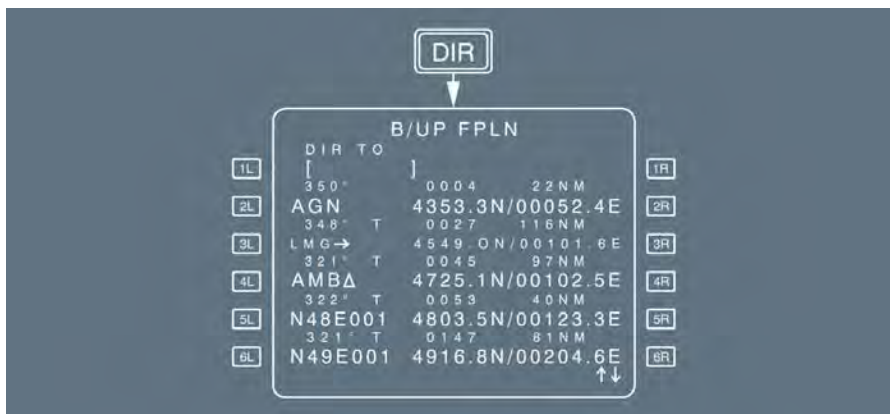 DIR
B/UP FPLN
DIR TO
1L [ ] 1R
350° 0004 22NM
2L AGN 4353.3N/00052.4E 2R
348° T 0027 116NM
3L LMG→ 4549.0N/00101.6E 3R
321° T 0045 97NM
4L AMBΔ 4725.1N/00102.5E 4R
322° T 0053 40NM
5L N48E001 4803.5N/00123.3E 5R
321° T 0147 81NM
6L N49E001 4916.8N/00204.6E 6R
↑↓